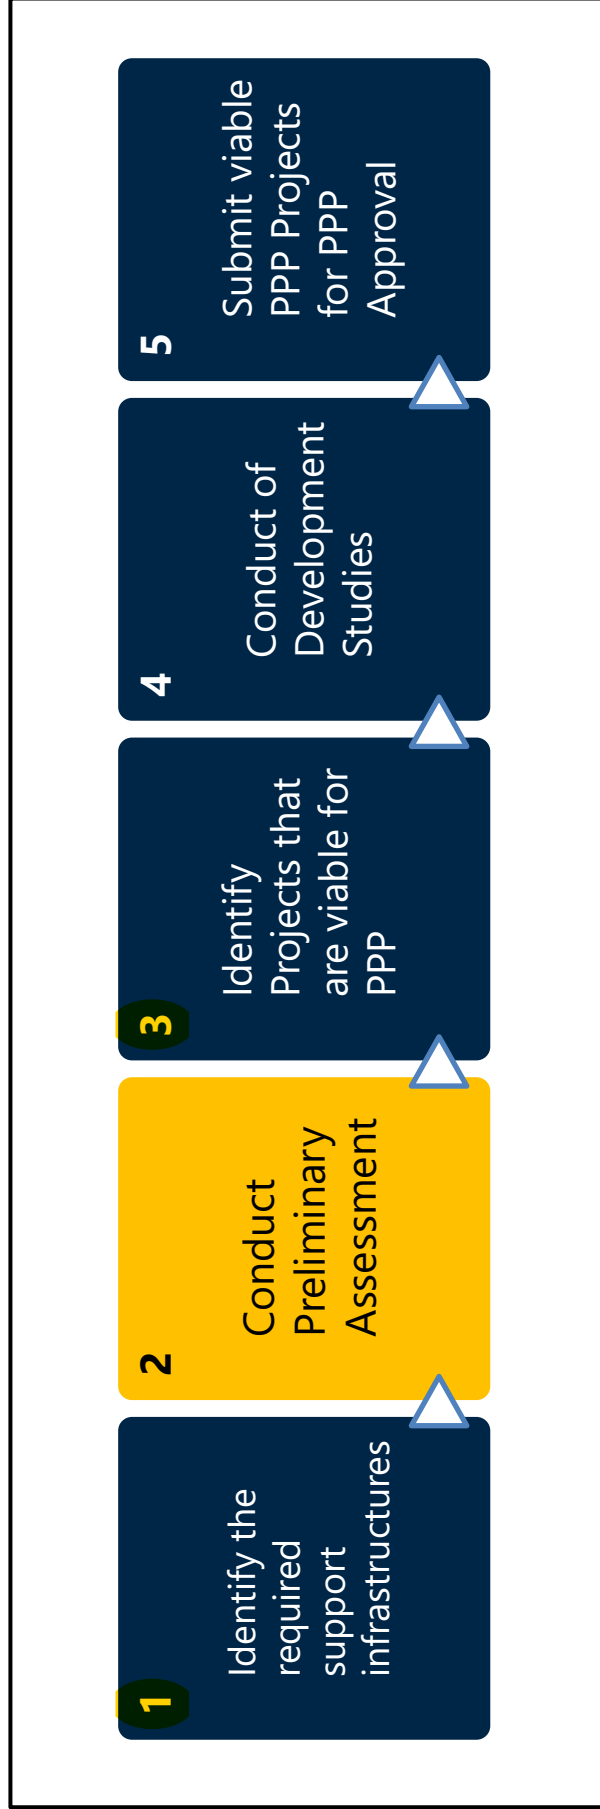 1
Identify the
required
support
infrastructures
2
Conduct
Preliminary
Assessment
3
Identify
Projects that
are viable for
PPP
4
Conduct of
Development
Studies
5
Submit viable
PPP Projects
for PPP
Approval